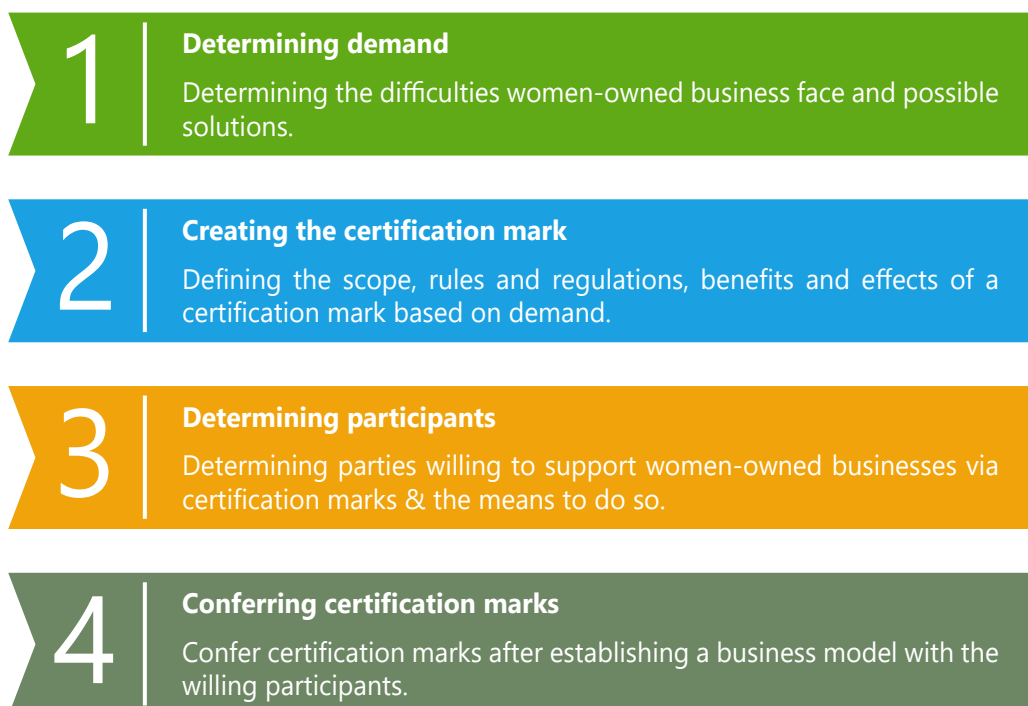 1
Determining demand
Determining the difficulties women-owned business face and possible
solutions.
2
Creating the certification mark
Defining the scope, rules and regulations, benefits and effects of a
certification mark based on demand.
3
Determining participants
Determining parties willing to support women-owned businesses via
certification marks & the means to do so.
4
Conferring certification marks
Confer certification marks after establishing a business model with the
willing participants.